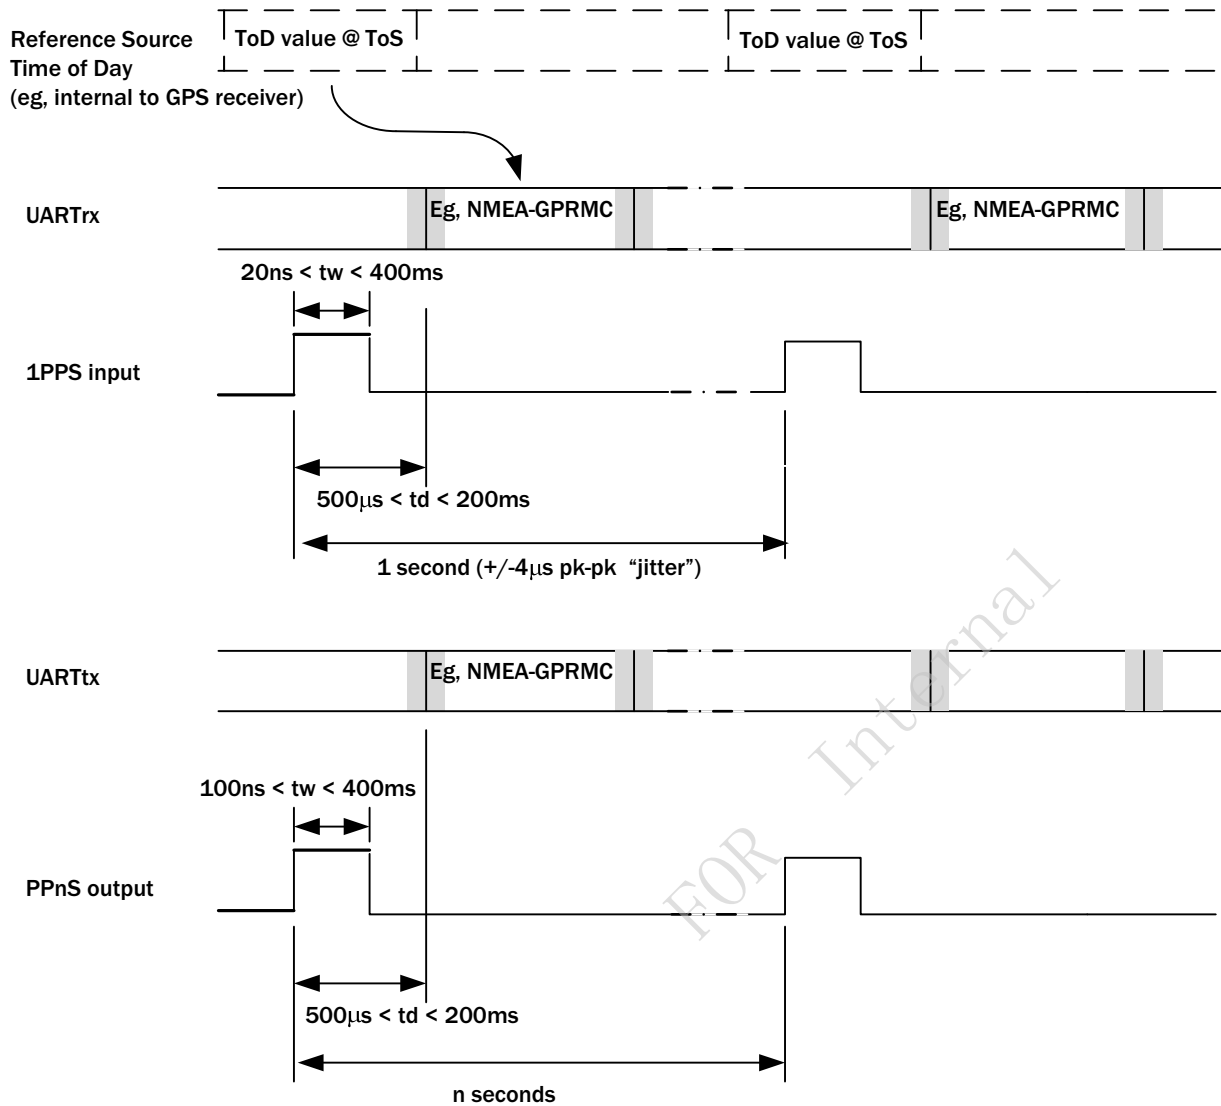 Reference Source
Time of Day
(eg, internal to GPS receiver)
ToD value @ ToS
ToD value @ ToS
UARTrx
Eg, NMEA-GPRMC
Eg, NMEA-GPRMC
20ns < tw < 400ms
1PPS input
500μs < td < 200ms
1 second (+/-4μs pk-pk “jitter”)
UARTtx
Eg, NMEA-GPRMC
100ns < tw < 400ms
PPnS output
500μs < td < 200ms
n seconds
FOR Internal